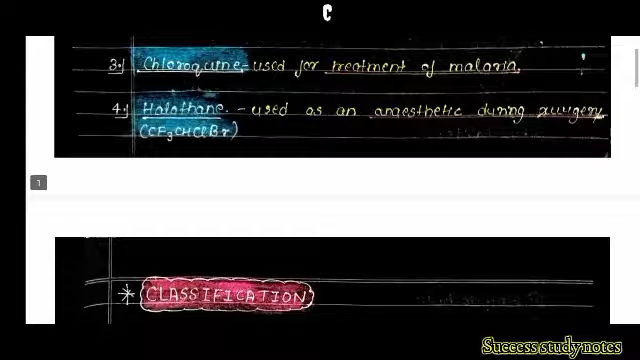 C
3.) Chloroquine - used for treatment of malaria.
4.) Halothane. - used as an anaesthetic during
(CF3CHClBr)
1
* CLASSIFICATION
Success study notes